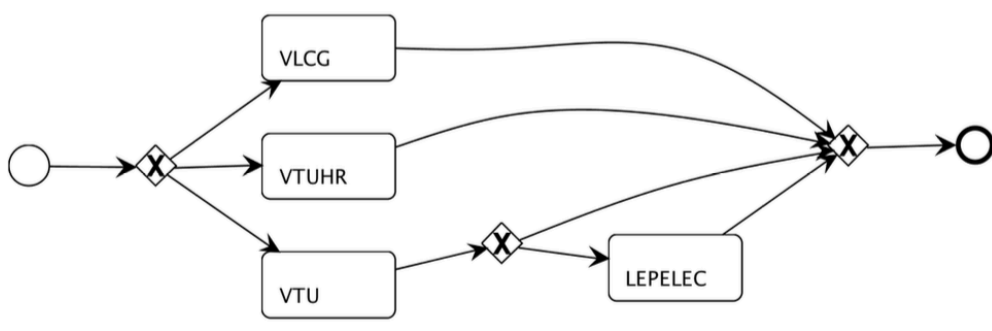 VLCG
X
X
VTUHR
X
VTU
LEPELEC